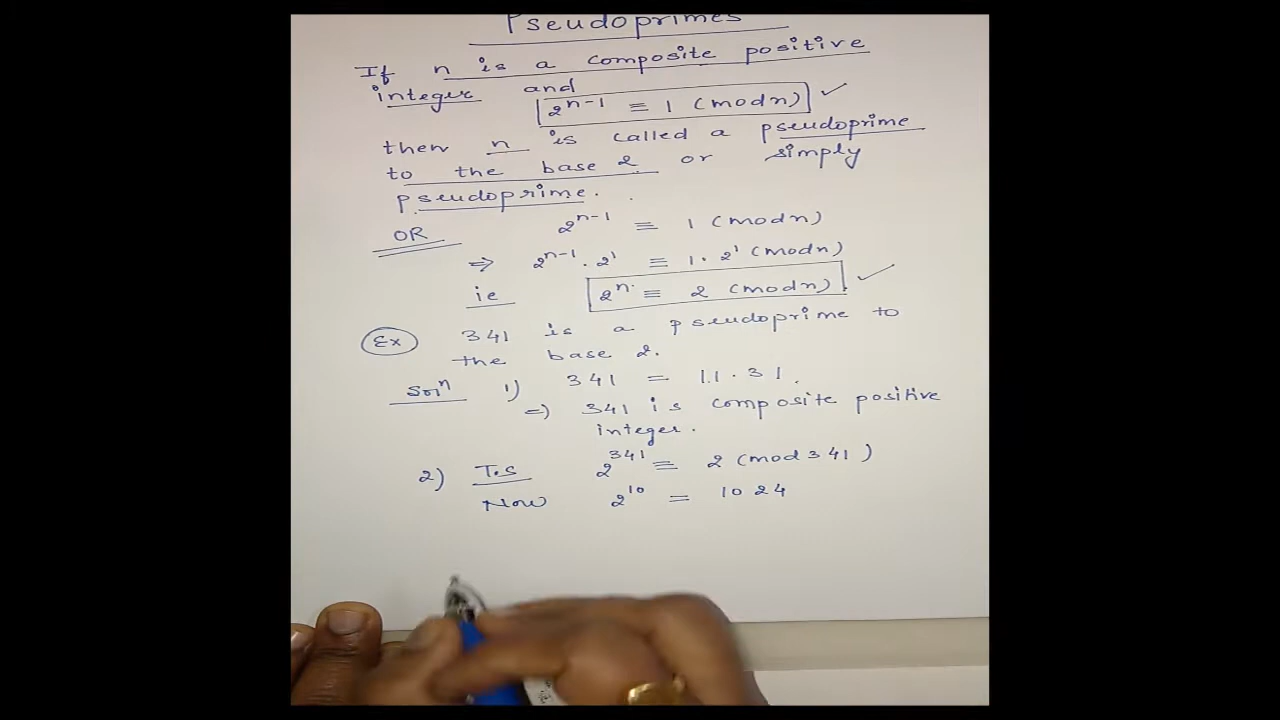 Pseudoprimes
If n is a composite positive
integer and
2^{n-1} ≡ 1 (mod n) ✓
then n is called a pseudoprime
to the base 2 or simply
pseudoprime.
OR 2^{n-1} ≡ 1 (mod n)
⇒ 2^{n-1} · 2^1 ≡ 1 · 2^1 (mod n)
ie 2^n ≡ 2 (mod n). ✓
Ex 341 is a pseudoprime to
the base 2.
Sol^n 1) 341 = 11 · 31.
⇒ 341 is composite positive
integer.
2) T.S 2^{341} ≡ 2 (mod 341)
Now 2^{10} = 1024